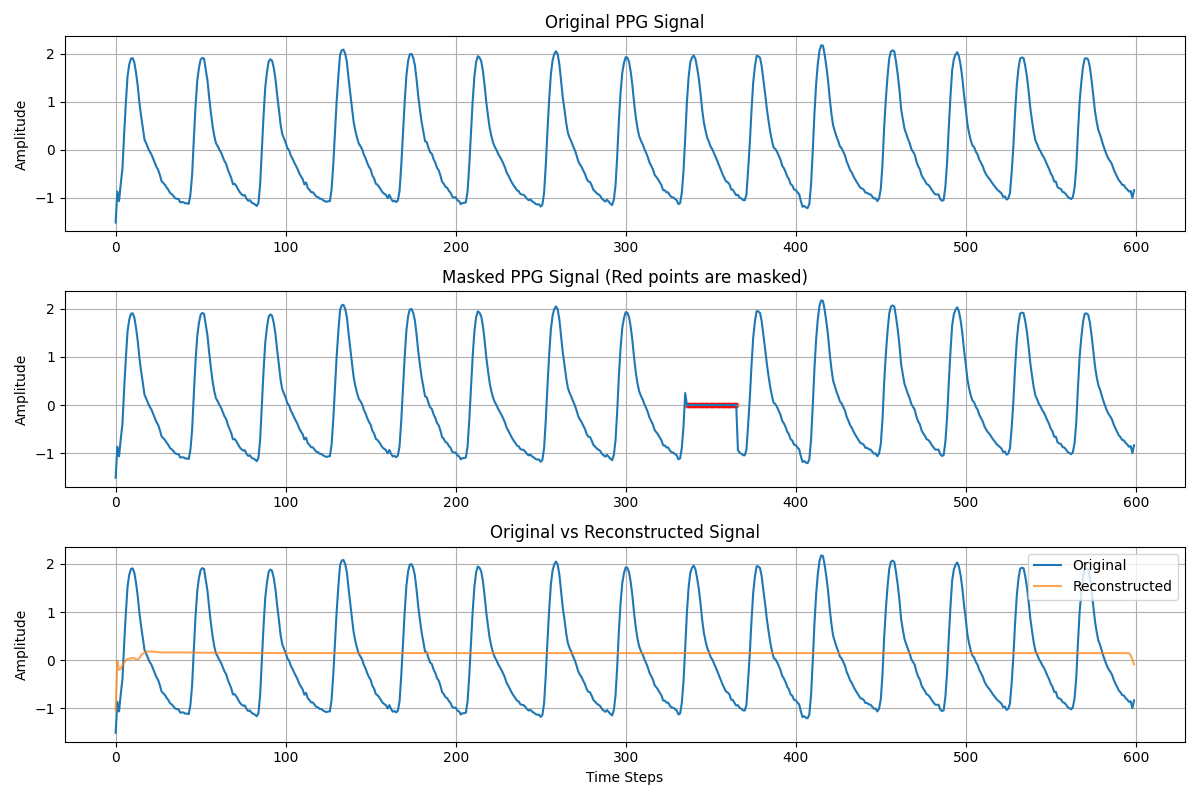 Original PPG Signal
Amplitude
2
1
0
−1
0 100 200 300 400 500 600
Masked PPG Signal (Red points are masked)
Amplitude
2
1
0
−1
0 100 200 300 400 500 600
Original vs Reconstructed Signal
Amplitude
2
1
0
−1
Original
Reconstructed
0 100 200 300 400 500 600
Time Steps